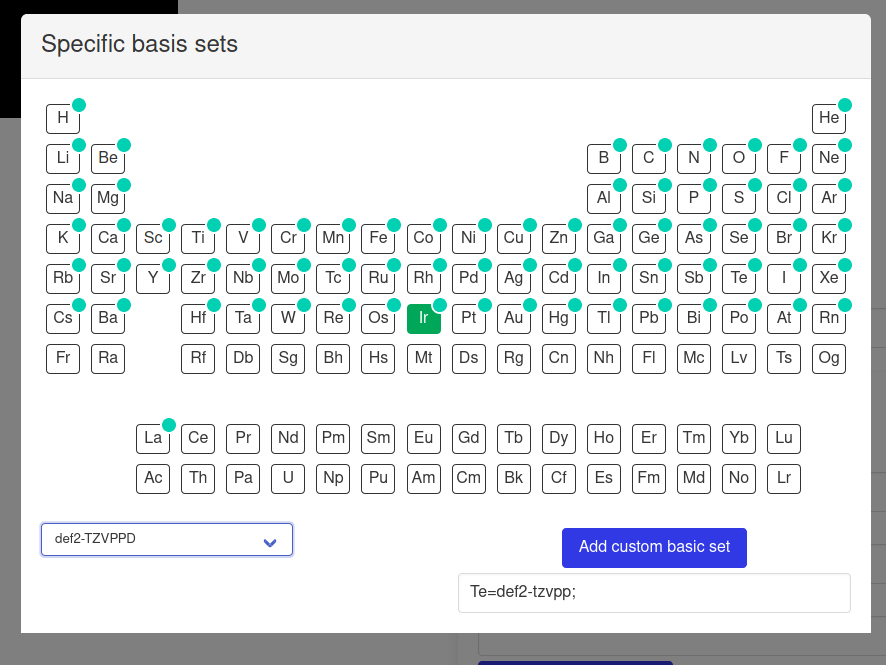 Specific basis sets
H He
Li Be B C N O F Ne
Na Mg Al Si P S Cl Ar
K Ca Sc Ti V Cr Mn Fe Co Ni Cu Zn Ga Ge As Se Br Kr
Rb Sr Y Zr Nb Mo Tc Ru Rh Pd Ag Cd In Sn Sb Te I Xe
Cs Ba Hf Ta W Re Os Ir Pt Au Hg Tl Pb Bi Po At Rn
Fr Ra Rf Db Sg Bh Hs Mt Ds Rg Cn Nh Fl Mc Lv Ts Og
La Ce Pr Nd Pm Sm Eu Gd Tb Dy Ho Er Tm Yb Lu
Ac Th Pa U Np Pu Am Cm Bk Cf Es Fm Md No Lr
def2-TZVPPD
Add custom basic set
Te=def2-tzvpp;